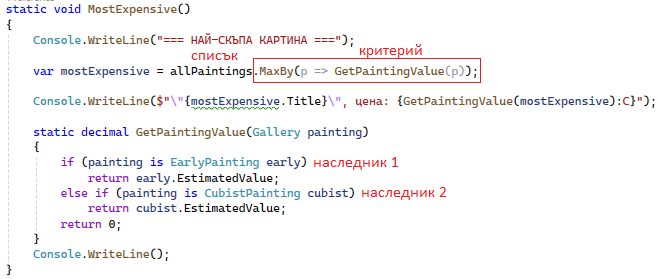 static void MostExpensive()
{
Console.WriteLine("=== НАЙ-СКЪПА КАРТИНА ===");
списък критерий
var mostExpensive = allPaintings.MaxBy(p => GetPaintingValue(p));
Console.WriteLine($"\"{mostExpensive.Title}\", цена: {GetPaintingValue(mostExpensive):C}");
static decimal GetPaintingValue(Gallery painting)
{
if (painting is EarlyPainting early) наследник 1
return early.EstimatedValue;
else if (painting is CubistPainting cubist) наследник 2
return cubist.EstimatedValue;
return 0;
}
Console.WriteLine();
}